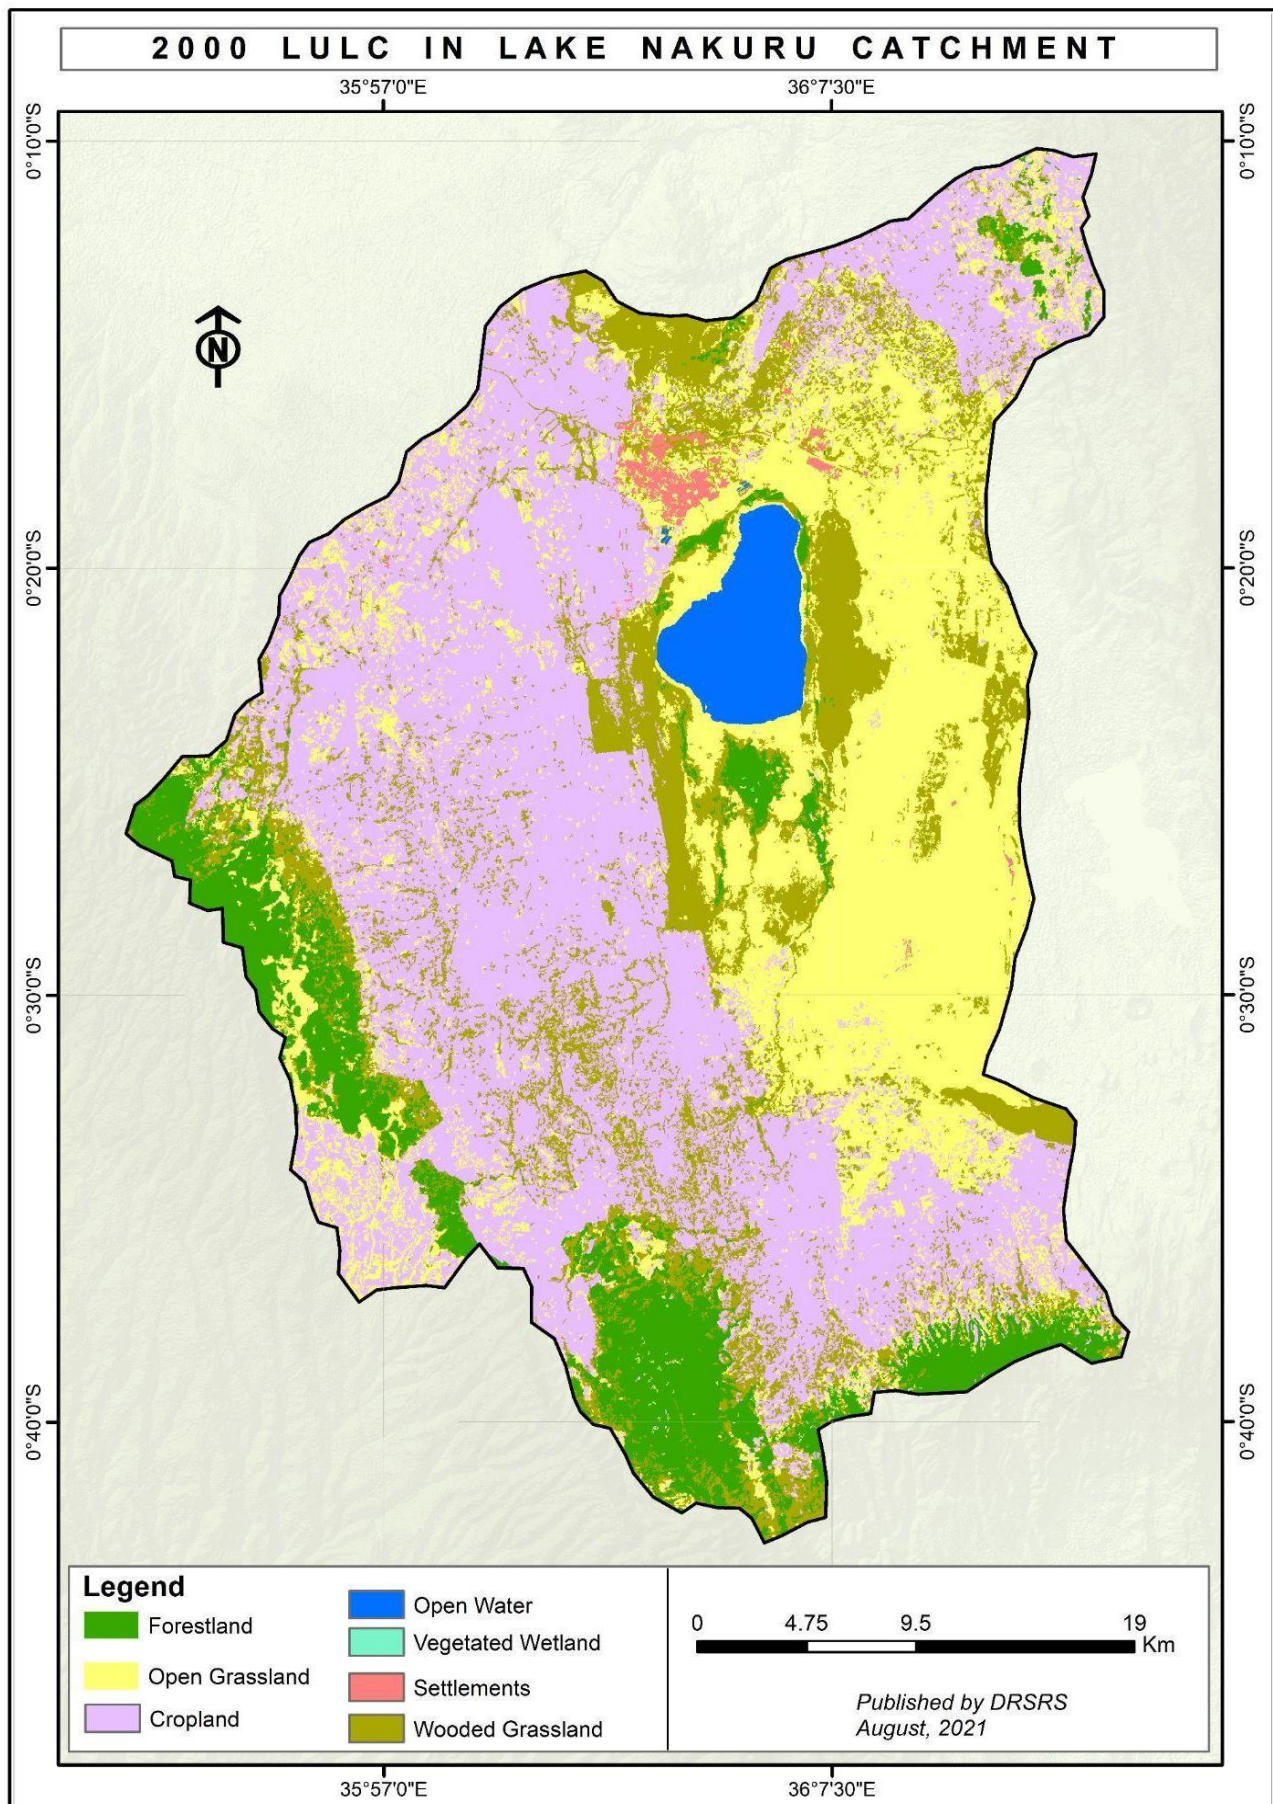 2000 LULC IN LAKE NAKURU CATCHMENT
35°57'0"E 36°7'30"E
0°10'0"S 0°10'0"S
N
0°20'0"S 0°20'0"S
0°30'0"S 0°30'0"S
0°40'0"S 0°40'0"S
Legend
Forestland
Open Grassland
Cropland
Open Water
Vegetated Wetland
Settlements
Wooded Grassland
0 4.75 9.5 19
Km
Published by DRSRS
August, 2021
35°57'0"E 36°7'30"E